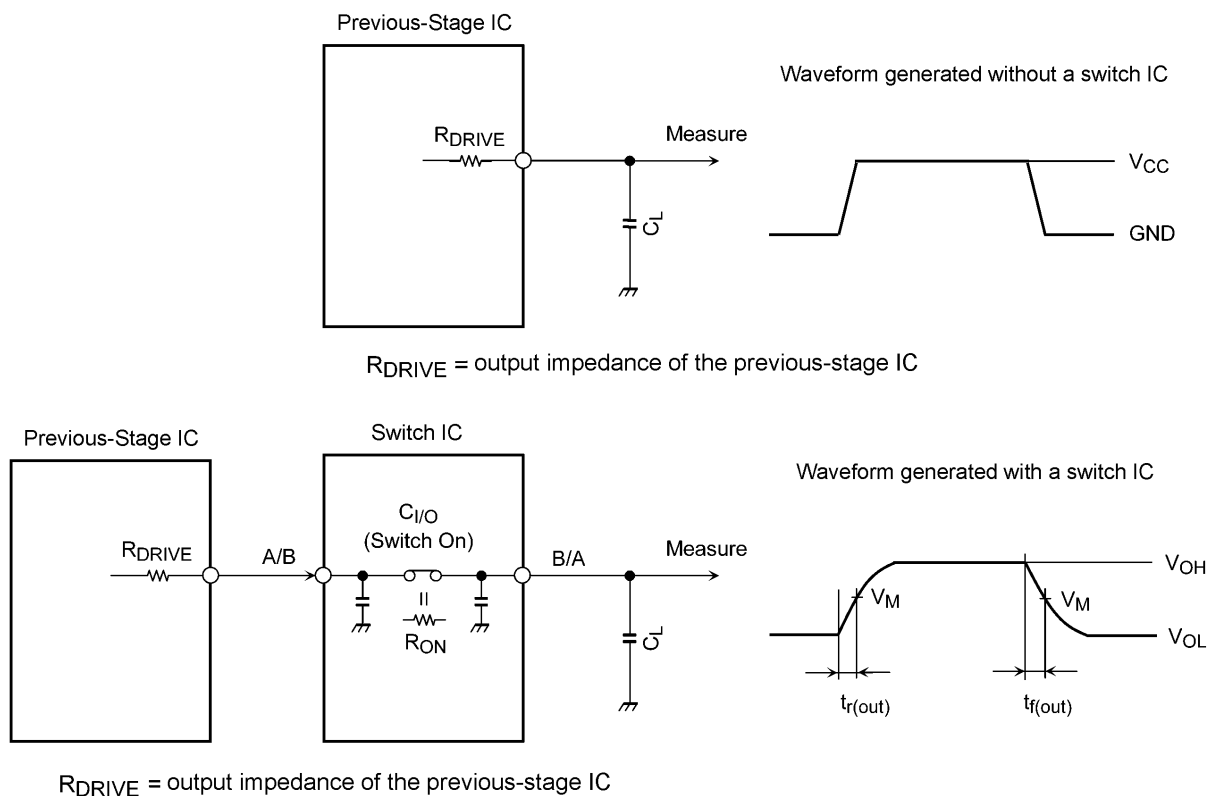 Previous-Stage IC
Waveform generated without a switch IC
RDRIVE
Measure
VCC
CL
GND
RDRIVE = output impedance of the previous-stage IC
Previous-Stage IC
Switch IC
Waveform generated with a switch IC
CI/O
(Switch On)
RDRIVE
A/B
B/A
Measure
VOH
VM
VM
RON
CL
VOL
tr(out)
tf(out)
RDRIVE = output impedance of the previous-stage IC